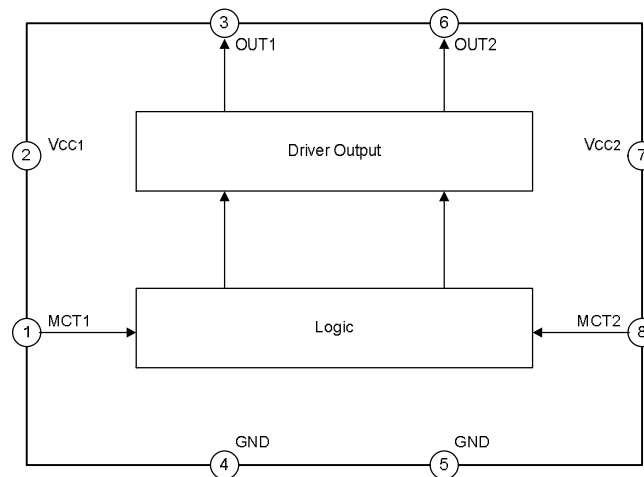 3 6
OUT1 OUT2
Driver Output
2 VCC1 VCC2 7
1 MCT1 Logic MCT2 8
GND GND
4 5